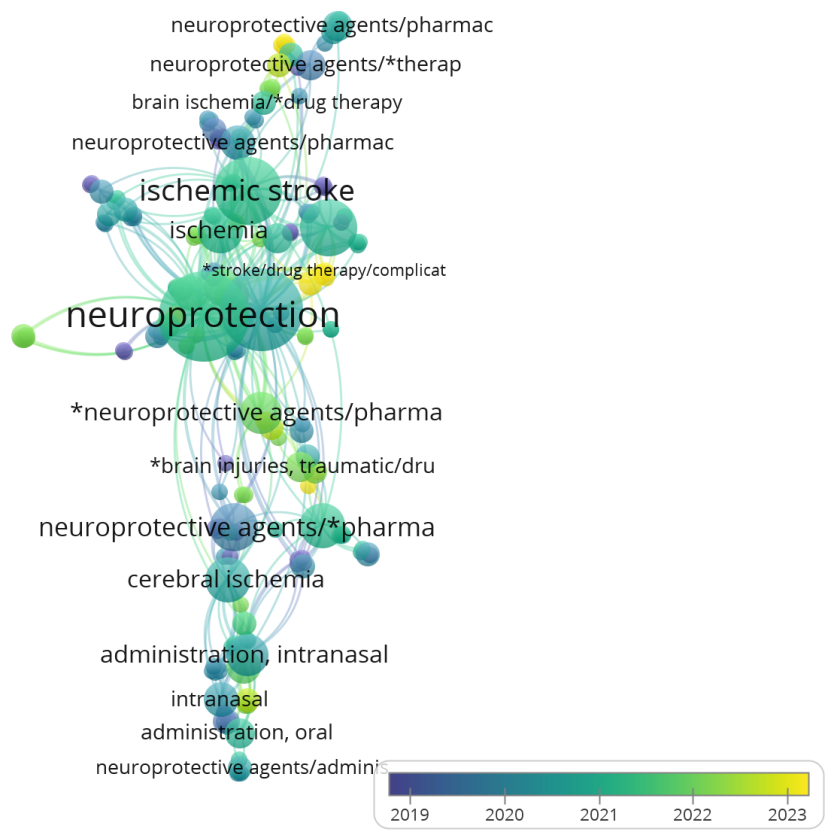 neuroprotective agents/pharmac
neuroprotective agents/*therap
brain ischemia/*drug therapy
neuroprotective agents/pharmac
ischemic stroke
ischemia
*stroke/drug therapy/complicat
neuroprotection
*neuroprotective agents/pharma
*brain injuries, traumatic/dru
neuroprotective agents/*pharma
cerebral ischemia
administration, intranasal
intranasal
administration, oral
neuroprotective agents/adminis
2019 2020 2021 2022 2023